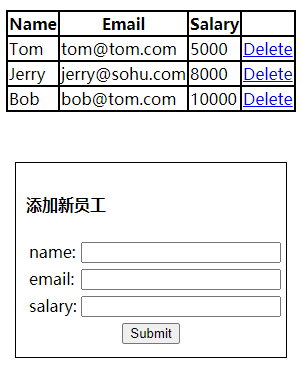 Name Email Salary
Tom tom@tom.com 5000 Delete
Jerry jerry@sohu.com 8000 Delete
Bob bob@tom.com 10000 Delete
添加新员工
name:
email:
salary:
Submit